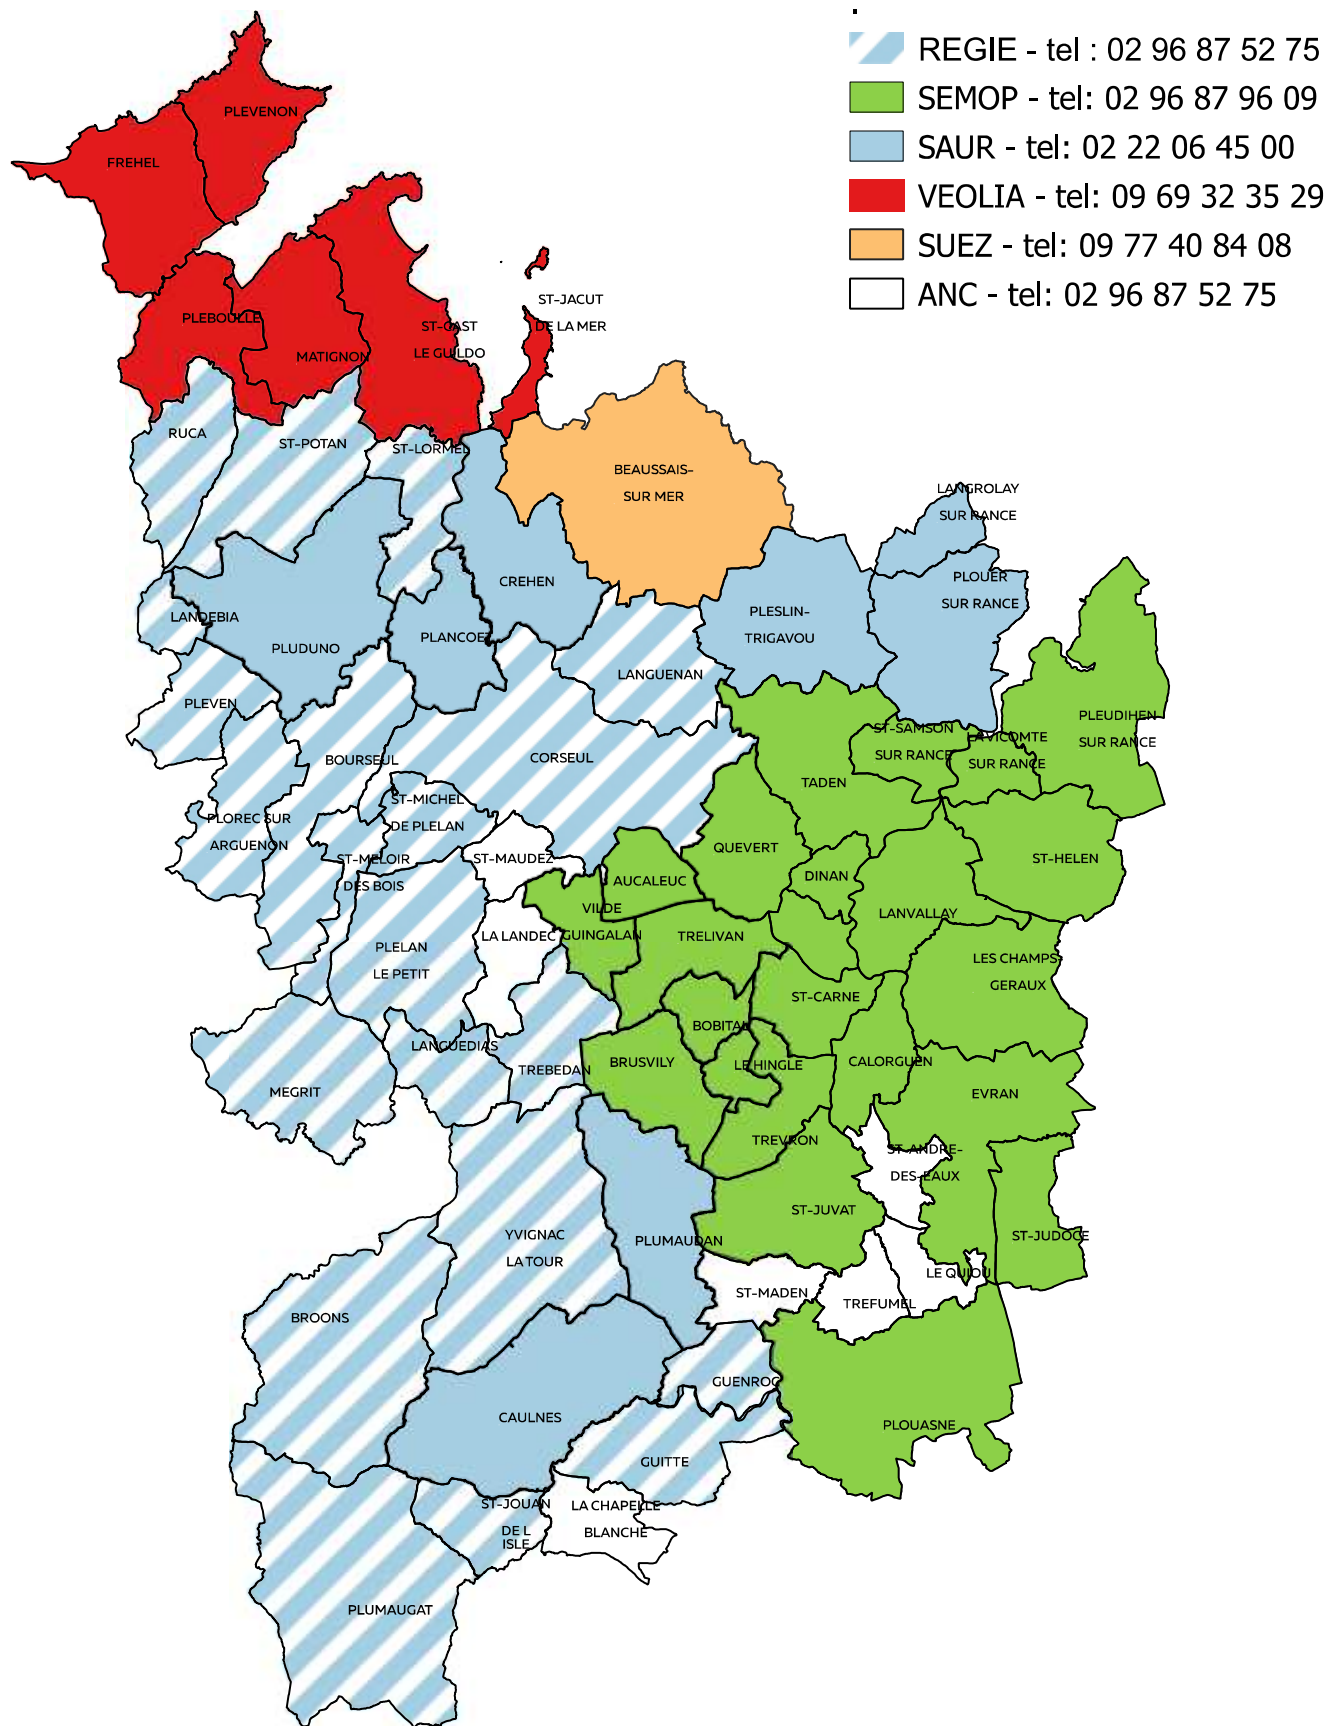 REGIE - tel : 02 96 87 52 75
SEMOP - tel: 02 96 87 96 09
SAUR - tel: 02 22 06 45 00
VEOLIA - tel: 09 69 32 35 29
SUEZ - tel: 09 77 40 84 08
ANC - tel: 02 96 87 52 75
PLEVENON
FREHEL
ST-JACUT
DE LA MER
PLEBOULLE
ST-CAST
LE GUILDO
MATIGNON
RUCA
ST-POTAN
ST-LORMEL
BEAUSSAIS-
SUR MER
LANGROLAY
SUR RANCE
CREHEN
PLOUER
SUR RANCE
LANDEBIA
PLUDUNO
PLANCOET
PLESLIN-
TRIGAVOU
LANGUENAN
PLEVEN
PLEUDIHEN
SUR RANCE
ST-SAMSON
SUR RANCE
LA VICOMTE
SUR RANCE
BOURSEUL
CORSEUL
TADEN
ST-MICHEL
DE PLELAN
PLOREC SUR
ARGUENON
QUEVERT
ST-MELOIR
DES BOIS
ST-MAUDEZ
ST-HELEN
AUCALEUC
DINAN
VILDE
GUINGALAN
LANVALLAY
LA LANDEC
TRELIVAN
PLELAN
LE PETIT
LES CHAMPS-
GERAUX
ST-CARNE
BOBITAL
LANGUEDIAS
TREBEDAN
BRUSVILY
LE HINGLE
CALORGUEN
MEGRIT
EVRAN
TREVRON
ST-ANDRE-
DES-EAUX
ST-JUVAT
YVIGNAC
LA TOUR
PLUMAUDAN
ST-JUDOCE
LE QUIOU
ST-MADEN
TREFUMEL
BROONS
GUENROC
CAULNES
PLOUASNE
GUITTE
ST-JOUAN
DE L
ISLE
LA CHAPELLE
BLANCHE
PLUMAUGAT